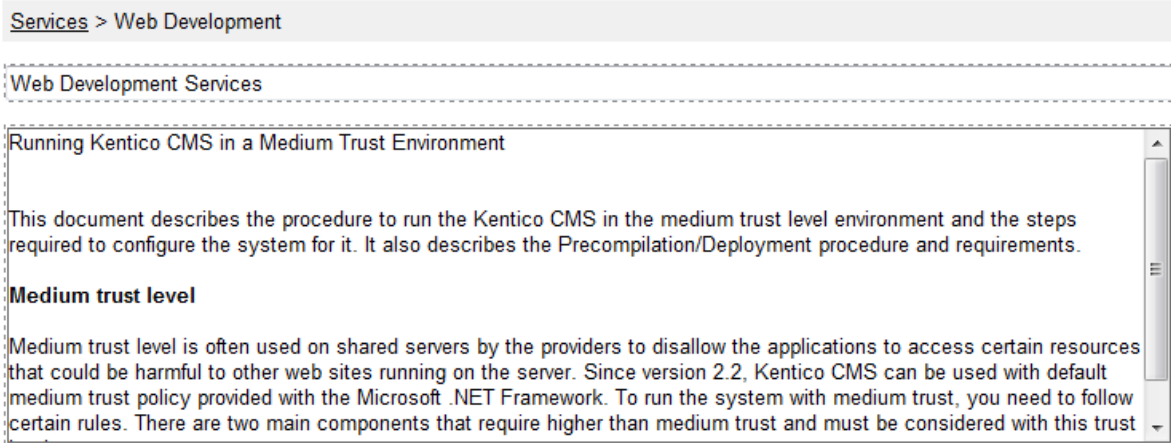 Services > Web Development
Web Development Services
Running Kentico CMS in a Medium Trust Environment
This document describes the procedure to run the Kentico CMS in the medium trust level environment and the steps
required to configure the system for it. It also describes the Precompilation/Deployment procedure and requirements.
Medium trust level
Medium trust level is often used on shared servers by the providers to disallow the applications to access certain resources
that could be harmful to other web sites running on the server. Since version 2.2, Kentico CMS can be used with default
medium trust policy provided with the Microsoft .NET Framework. To run the system with medium trust, you need to follow
certain rules. There are two main components that require higher than medium trust and must be considered with this trust